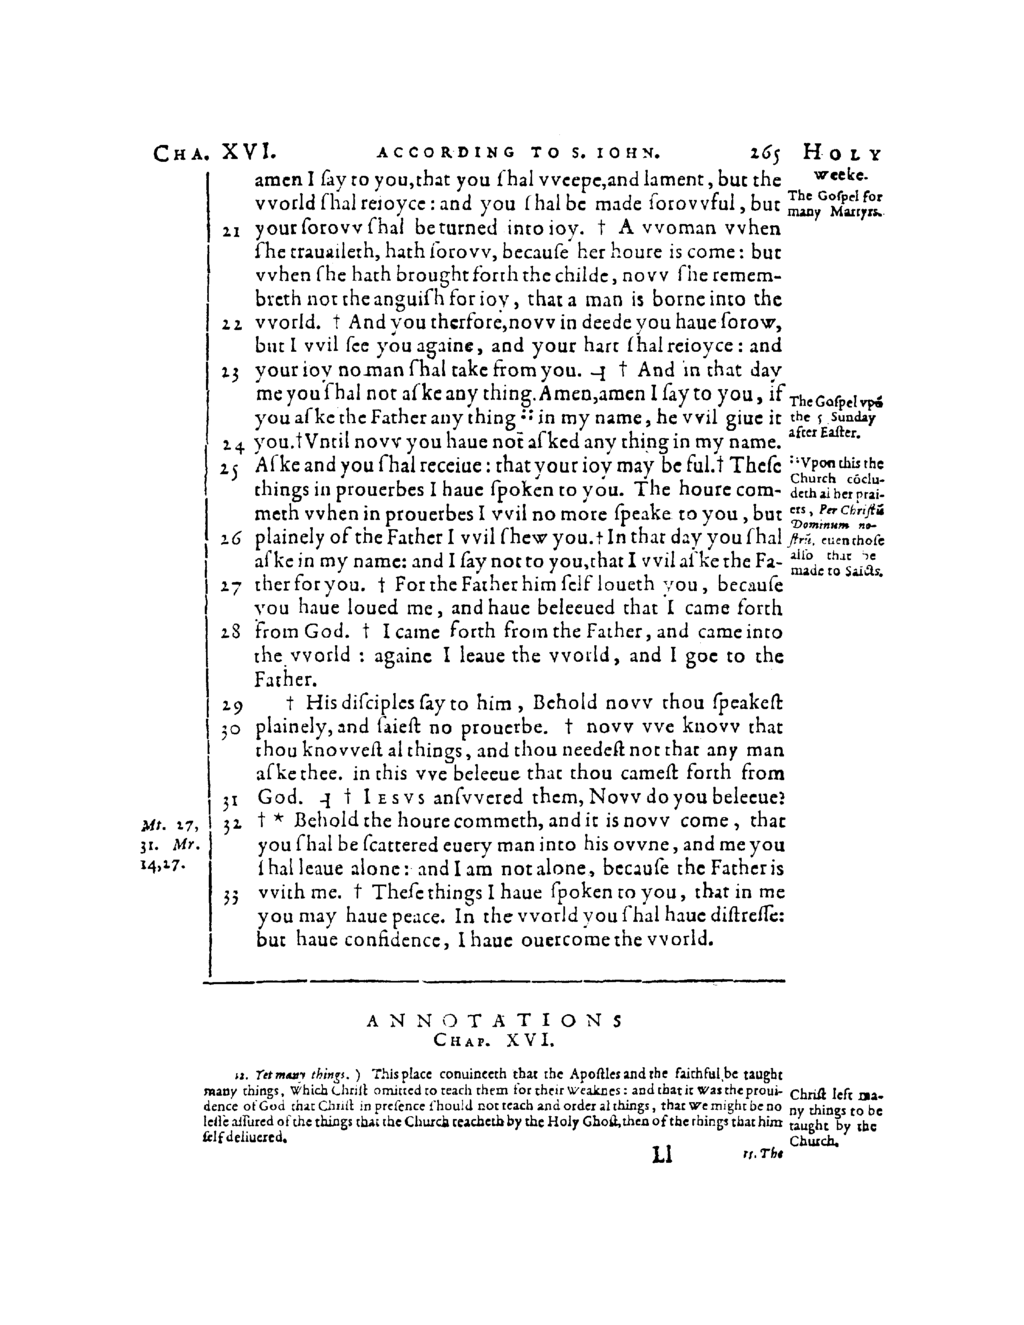 CHA. XVI. ACCORDING TO S. IOHN. 265 HOLY
weeke.
amen I ſay to you, that you ſhal vveepe, and lament, but the
vvorld ſhal reioyce: and you ſhal be made ſorovvful, but
The Goſpel for
many Martyrs.
21 your ſorovv ſhal be turned into ioy. † A vvoman vvhen
ſhe trauaileth, hath ſorovv, becauſe her houre is come: but
vvhen ſhe hath brought forth the childe, novv ſhe remem-
breth not the anguiſh for ioy, that a man is borne into the
22 vvorld. † And you therfore, novv in deede you haue ſorow,
but I vvil ſee you againe, and your hart ſhal reioyce: and
23 your ioy no man ſhal take from you. ⊣ † And in that day
me you ſhal not aſke any thing. Amen, amen I ſay to you, if
you aſke the Father any thing :: in my name, he vvil giue it
The Goſpel vpō
the 5 Sunday
after Eaſter.
24 you. † Vntil novv you haue not aſked any thing in my name.
25 Aſke and you ſhal receiue: that your ioy may be ful. † Theſe
things in prouerbes I haue ſpoken to you. The houre com-
meth vvhen in prouerbes I vvil no more ſpeake to you, but
26 plainely of the Father I vvil ſhew you. † In that day you ſhal
aſke in my name: and I ſay not to you, that I vvil aſke the Fa-
::Vpon this the
Church cōclu-
deth al her prai-
ers, Per Chriſtū
Dominum no-
ſtrū, euen thoſe
alſo that be
made to Saīcts.
27 ther for you. † For the Father him ſelf loueth you, becauſe
you haue loued me, and haue beleeued that I came forth
28 from God. † I came forth from the Father, and came into
the vvorld : againe I leaue the vvorld, and I goe to the
Father.
29 † His diſciples ſay to him, Behold novv thou ſpeakeſt
30 plainely, and ſaieſt no prouerbe. † novv vve knovv that
thou knovveſt al things, and thou needeſt not that any man
aſke thee. in this vve beleeue that thou cameſt forth from
31 God. ⊣ † IESVS anſvvered them, Novv do you beleeue?
Mt. 27,
31. Mr.
14,27.
32 † * Behold the houre commeth, and it is novv come, that
you ſhal be ſcattered euery man into his ovvne, and me you
ſhal leaue alone: and I am not alone, becauſe the Father is
33 vvith me. † Theſe things I haue ſpoken to you, that in me
you may haue peace. In the vvorld you ſhal haue diſtreſſe:
but haue confidence, I haue ouercome the vvorld.
ANNOTATIONS
CHAP. XVI.
12. Yet many things. ) This place conuinceth that the Apoſtles and the faithful be taught
many things, Which Chriſt omitted to teach them for their Weaknes: and that it Was the proui-
dence of God that Chriſt in preſence ſhould not teach and order al things, that We might be no
leſſe aſſured of the things that the Church teacheth by the Holy Ghoſt, then of the things that him
ſelf deliuered.
Chriſt left ma-
ny things to be
taught by the
Church.
Ll 15. The